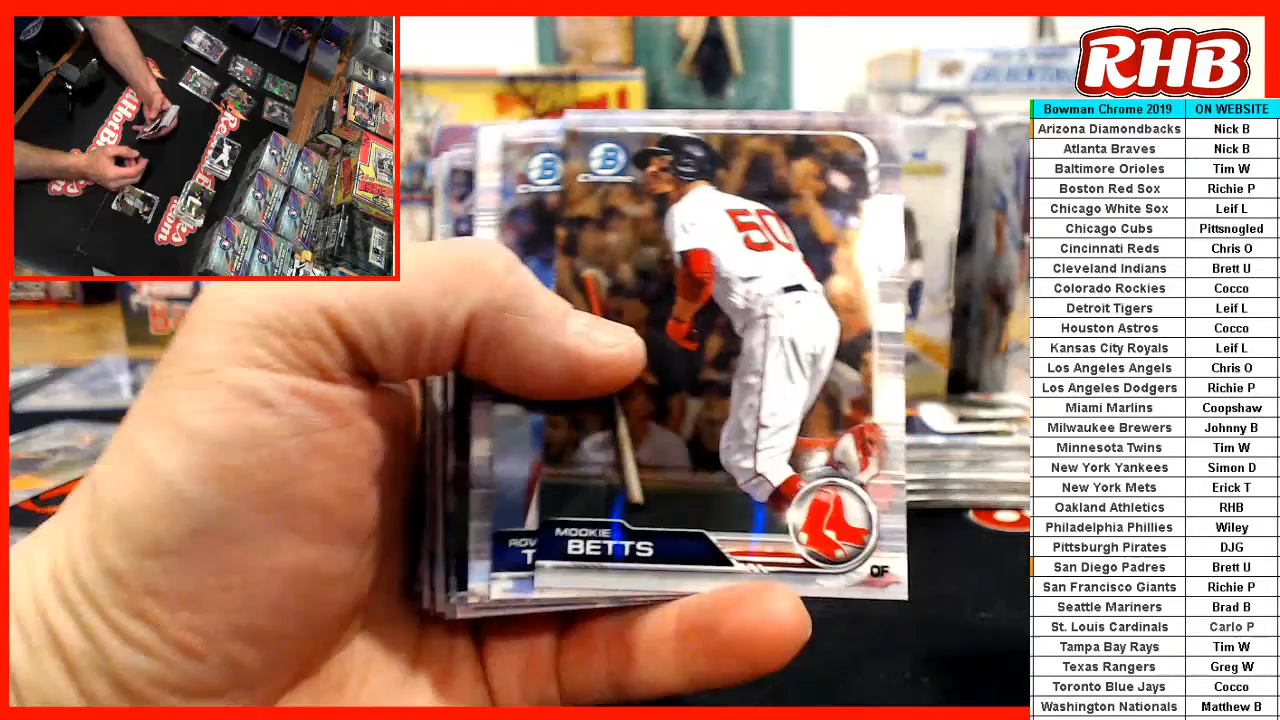 RHB
Bowman Chrome 2019 ON WEBSITE
Arizona Diamondbacks Nick B
Atlanta Braves Nick B
Baltimore Orioles Tim W
Boston Red Sox Richie P
Chicago White Sox Leif L
Chicago Cubs Pittsnogled
Cincinnati Reds Chris O
Cleveland Indians Brett U
Colorado Rockies Cocco
Detroit Tigers Leif L
Houston Astros Cocco
Kansas City Royals Leif L
Los Angeles Angels Chris O
Los Angeles Dodgers Richie P
Miami Marlins Coopshaw
Milwaukee Brewers Johnny B
Minnesota Twins Tim W
New York Yankees Simon D
New York Mets Erick T
Oakland Athletics RHB
Philadelphia Phillies Wiley
Pittsburgh Pirates DJG
San Diego Padres Brett U
San Francisco Giants Richie P
Seattle Mariners Brad B
St. Louis Cardinals Carlo P
Tampa Bay Rays Tim W
Texas Rangers Greg W
Toronto Blue Jays Cocco
Washington Nationals Matthew B
50
MOOKIE
BETTS
OF